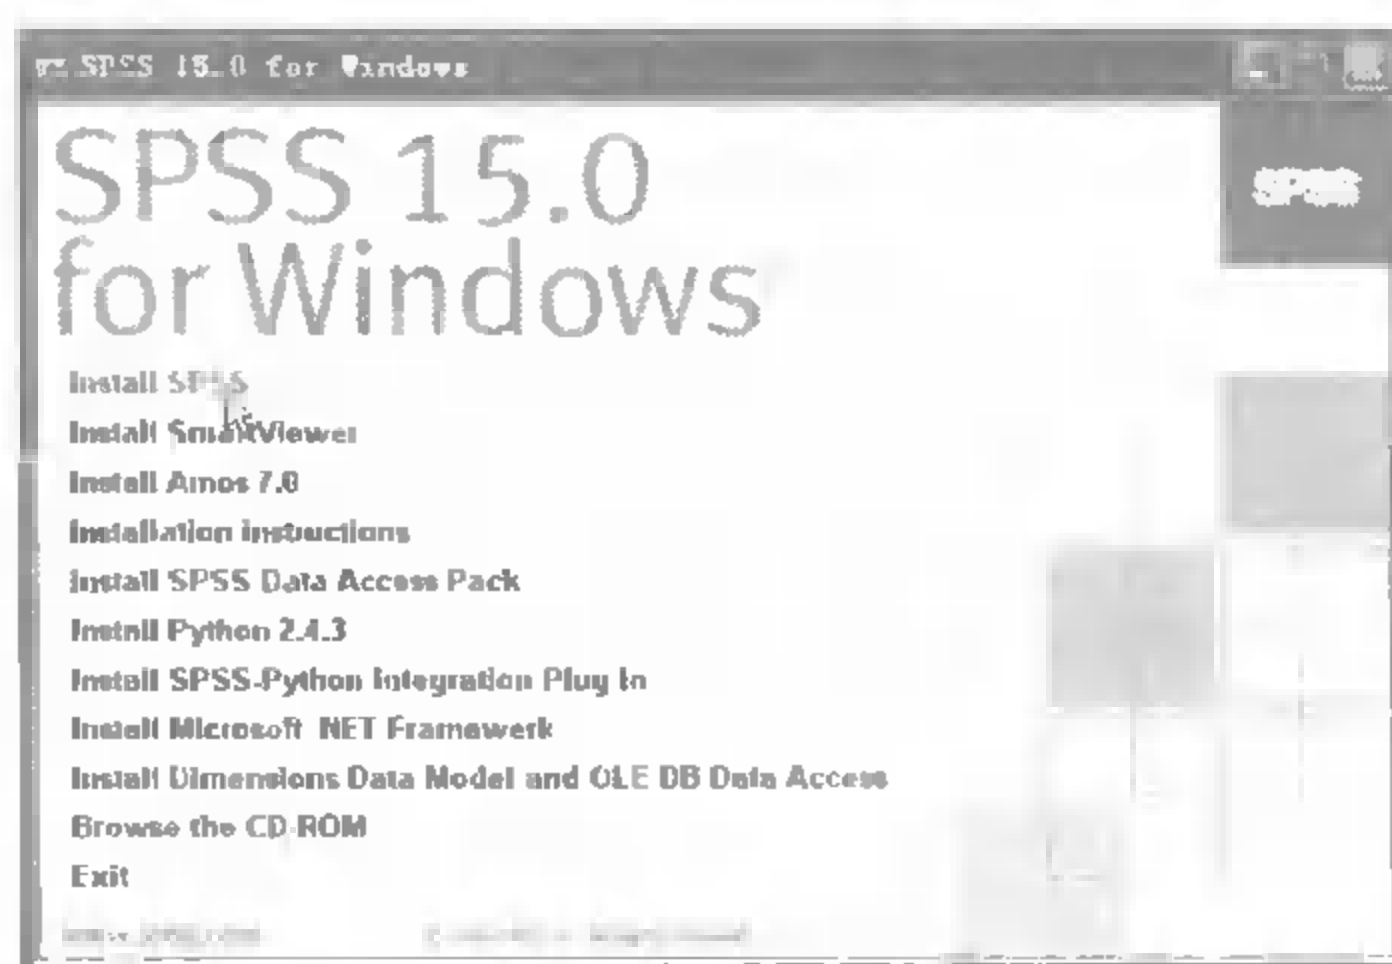 SPSS 15.0 for Windows
SPSS 15.0
for Windows
SPSS
Install SPSS
Install SmartViewer
Install Amos 7.0
Installation instructions
Install SPSS Data Access Pack
Install Python 2.4.3
Install SPSS-Python Integration Plug In
Install Microsoft .NET Framework
Install Dimensions Data Model and OLE DB Data Access
Browse the CD-ROM
Exit